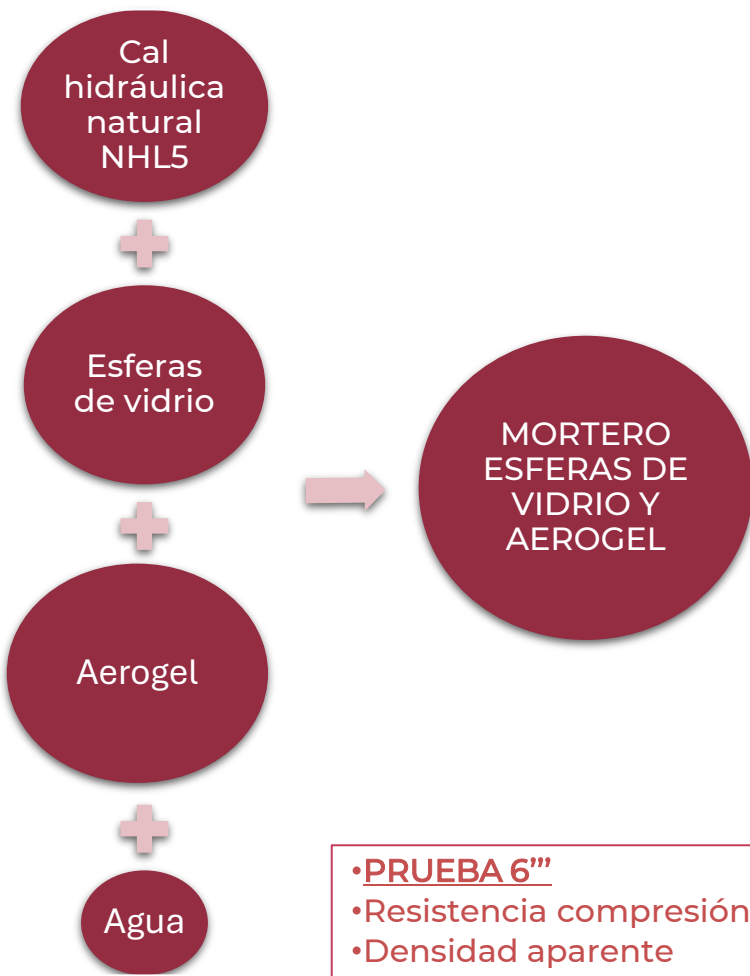 Cal
hidráulica
natural
NHL5
Esferas
de vidrio
Aerogel
Agua
MORTERO
ESFERAS DE
VIDRIO Y
AEROGEL
•PRUEBA 6’’’
•Resistencia compresión
•Densidad aparente